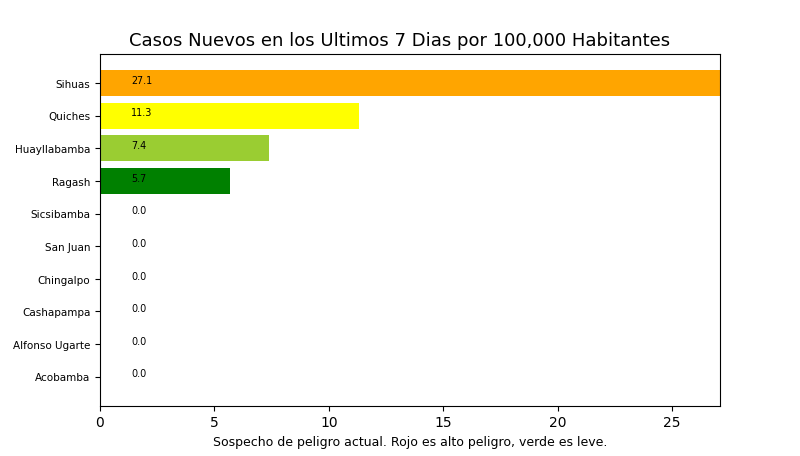 Casos Nuevos en los Ultimos 7 Dias por 100,000 Habitantes
Sihuas 27.1
Quiches 11.3
Huayllabamba 7.4
Ragash 5.7
Sicsibamba 0.0
San Juan 0.0
Chingalpo 0.0
Cashapampa 0.0
Alfonso Ugarte 0.0
Acobamba 0.0
0 5 10 15 20 25
Sospecho de peligro actual. Rojo es alto peligro, verde es leve.